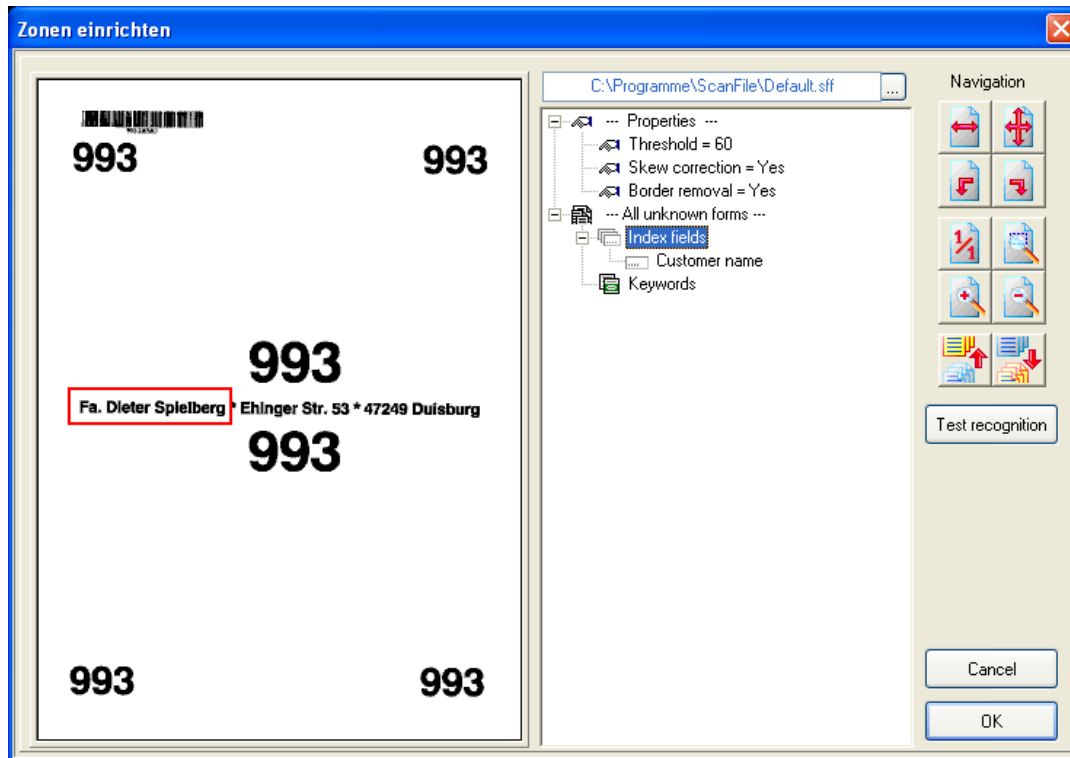 Zonen einrichten
993 993
993
Fa. Dieter Spielberg * Ehinger Str. 53 * 47249 Duisburg
993
993 993
C:\Programme\ScanFile\Default.sff ...
--- Properties ---
Threshold = 60
Skew correction = Yes
Border removal = Yes
--- All unknown forms ---
Index fields
Customer name
Keywords
Navigation
1/1
Test recognition
Cancel
OK